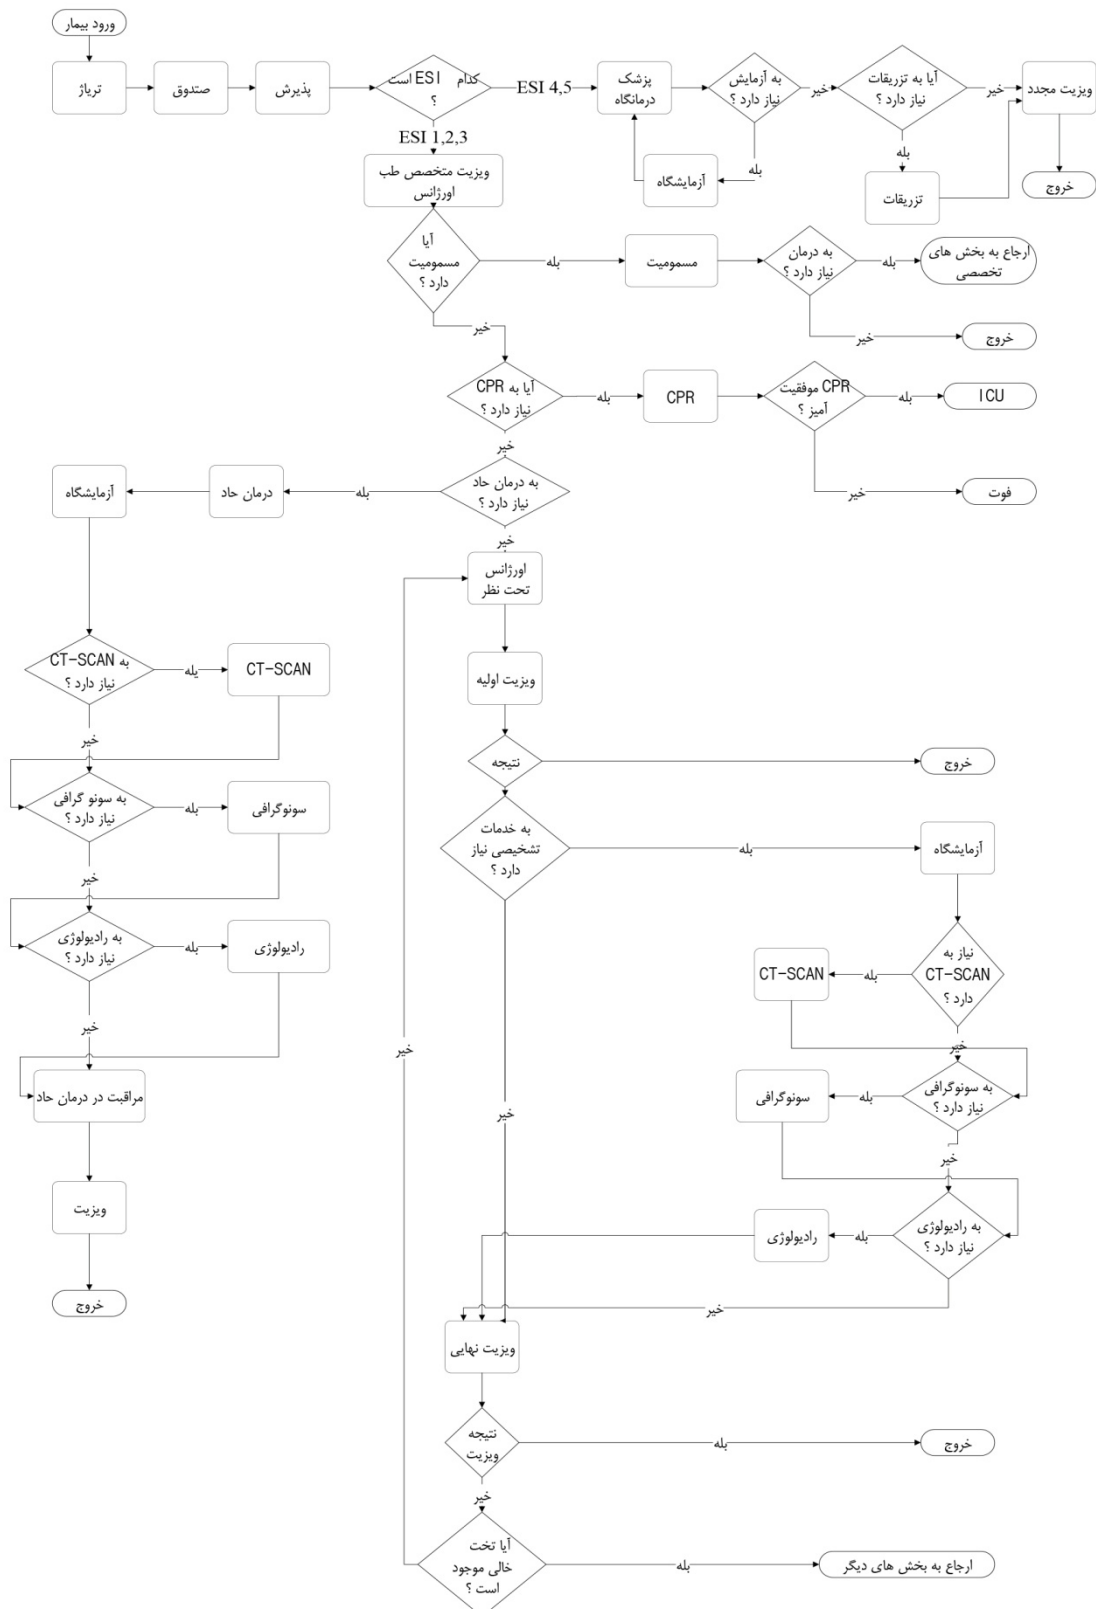 ورود بیمار
تریاژ
صندوق
پذیرش
کدام ESI است
؟
ESI 4,5
پزشک
درمانگاه
به آزمایش
نیاز دارد ؟
خیر
آیا به تزریقات
نیاز دارد ؟
خیر
ویزیت مجدد
بله
آزمایشگاه
بله
تزریقات
خروج
ESI 1,2,3
ویزیت متخصص طب
اورژانس
آیا
مسمومیت
دارد ؟
بله
مسمومیت
به درمان
نیاز دارد ؟
بله
ارجاع به بخش های
تخصصی
خیر
خروج
خیر
آیا به CPR
نیاز دارد ؟
بله
CPR
CPR موفقیت
آمیز ؟
بله
ICU
خیر
فوت
خیر
به درمان حاد
نیاز دارد ؟
بله
درمان حاد
آزمایشگاه
خیر
اورژانس
تحت نظر
به CT-SCAN
نیاز دارد ؟
یله
CT-SCAN
خیر
به سونو گرافی
نیاز دارد ؟
بله
سونوگرافی
خیر
به رادیولوژی
نیاز دارد ؟
بله
رادیولوژی
خیر
مراقبت در درمان حاد
ویزیت
خروج
ویزیت اولیه
نتیجه
خروج
به خدمات
تشخیصی نیاز
دارد ؟
بله
آزمایشگاه
نیاز به
CT-SCAN
دارد ؟
بله
CT-SCAN
خیر
به سونوگرافی
نیاز دارد ؟
بله
سونوگرافی
خیر
به رادیولوژی
نیاز دارد ؟
بله
رادیولوژی
خیر
خیر
ویزیت نهایی
نتیجه
ویزیت
بله
خروج
خیر
آیا تخت
خالی موجود
است ؟
بله
ارجاع به بخش های دیگر
خیر